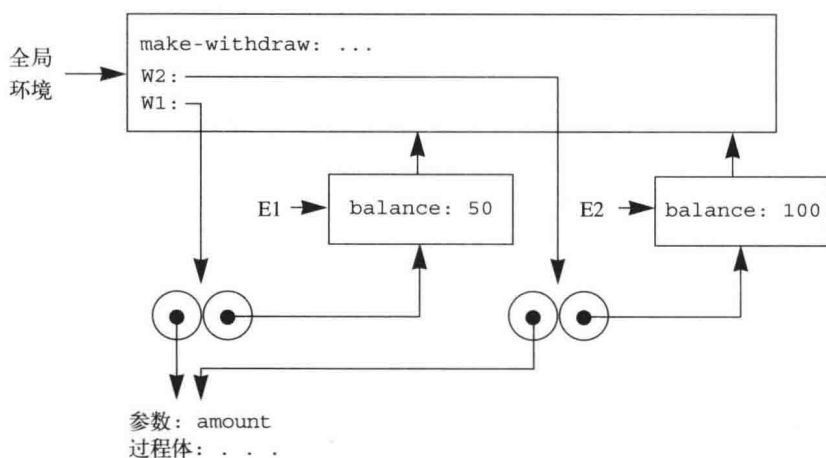 make-withdraw: ...
全局
环境
W2:
W1:
E1
balance: 50
E2
balance: 100
参数: amount
过程体: . . .